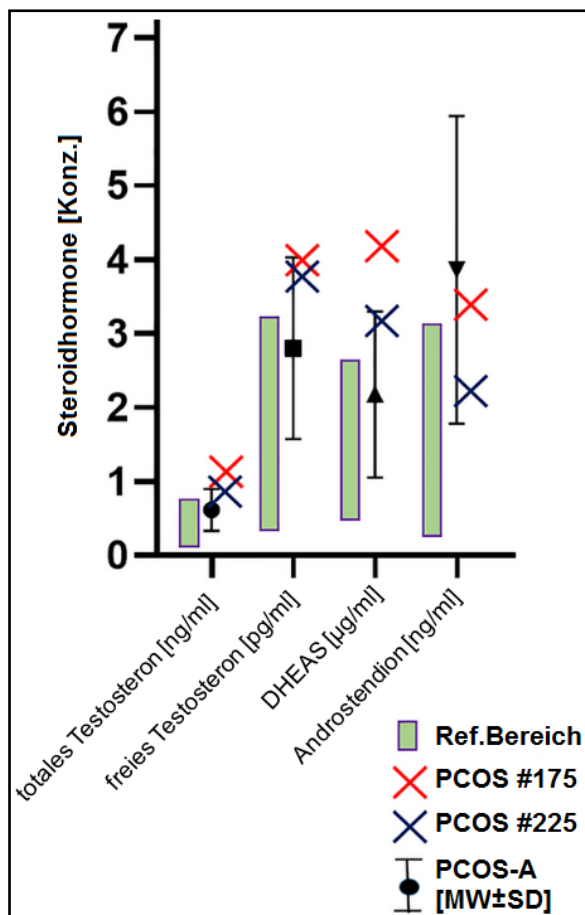 Steroidhormone [Konz.]
7
6
5
4
3
2
1
0
totales Testosteron [ng/ml]
freies Testosteron [pg/ml]
DHEAS [µg/ml]
Androstendion [ng/ml]
Ref.Bereich
PCOS #175
PCOS #225
PCOS-A
[MW±SD]